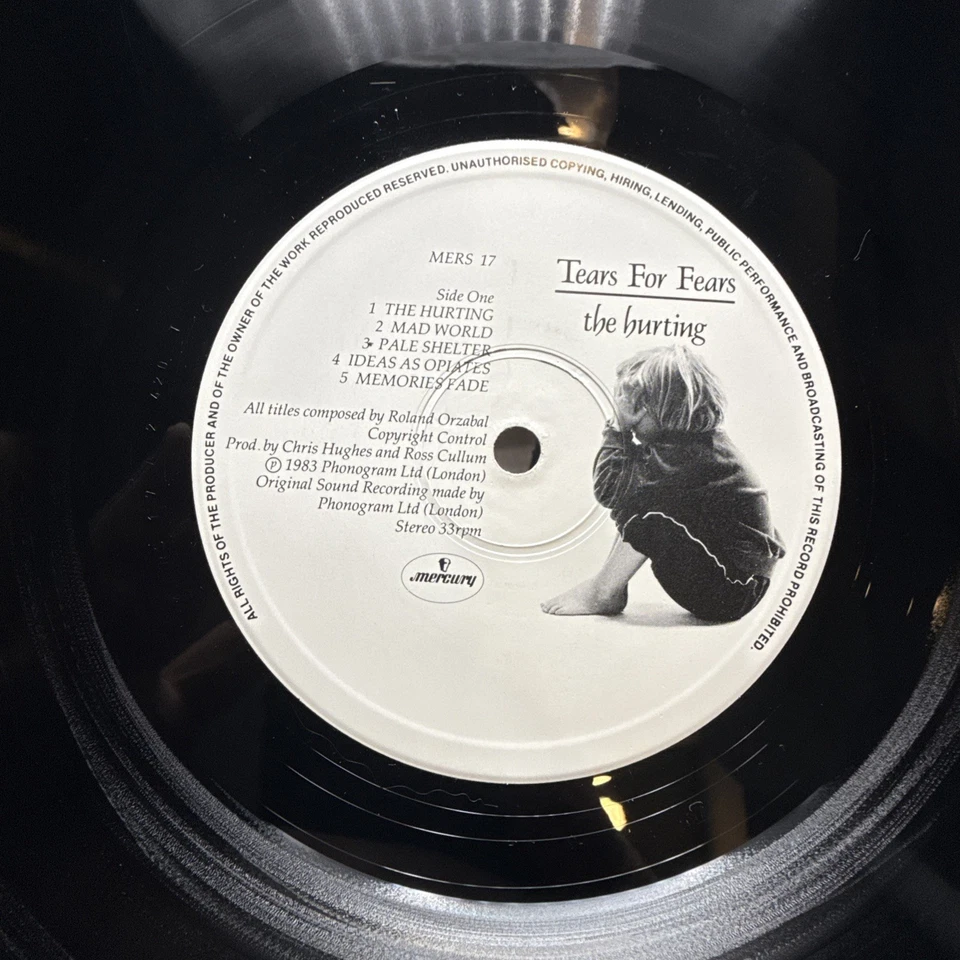 ALL RIGHTS OF THE PRODUCER AND OF THE OWNER OF THE WORK REPRODUCED RESERVED. UNAUTHORISED COPYING, HIRING, LENDING, PUBLIC PERFORMANCE AND BROADCASTING OF THIS RECORD PROHIBITED.
MERS 17
Tears For Fears
the hurting
Side One
1 THE HURTING
2 MAD WORLD
3 PALE SHELTER
4 IDEAS AS OPIATES
5 MEMORIES FADE
All titles composed by Roland Orzabal
Copyright Control
Prod. by Chris Hughes and Ross Cullum
℗ 1983 Phonogram Ltd (London)
Original Sound Recording made by
Phonogram Ltd (London)
Stereo 33rpm
mercury